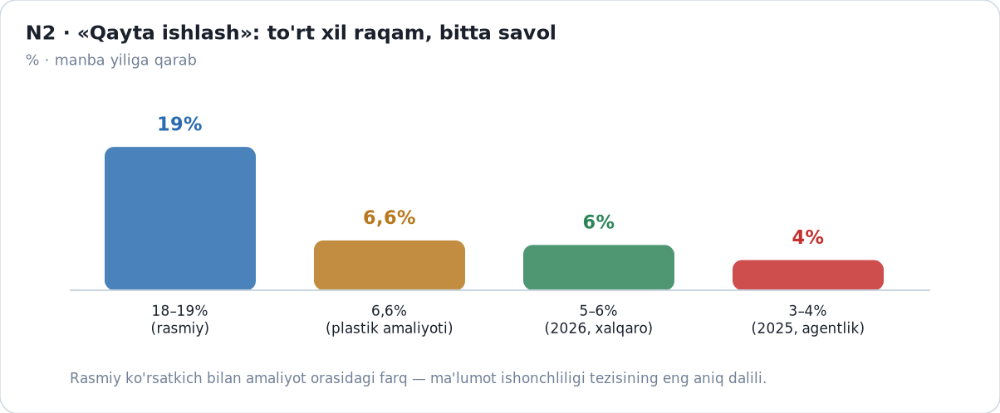 N2 · «Qayta ishlash»: to'rt xil raqam, bitta savol
% · manba yiliga qarab
19%
6,6%
6%
4%
18–19%
(rasmiy)
6,6%
(plastik amaliyoti)
5–6%
(2026, xalqaro)
3–4%
(2025, agentlik)
Rasmiy ko'rsatkich bilan amaliyot orasidagi farq — ma'lumot ishonchliligi tezisining eng aniq dalili.